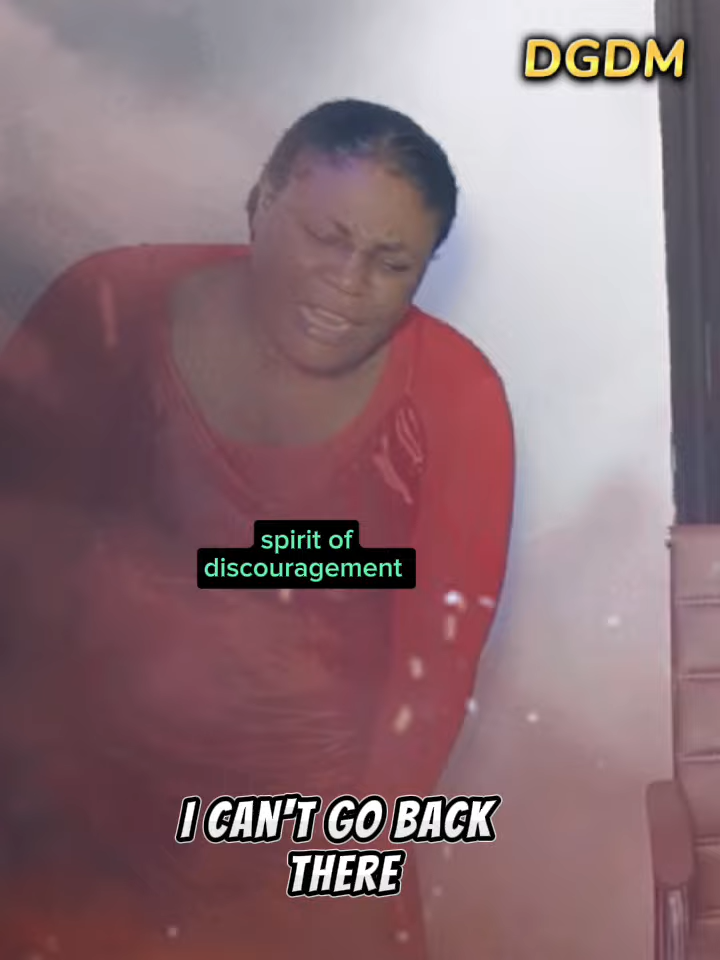 DGDM
spirit of
discouragement
I CAN'T GO BACK
THERE